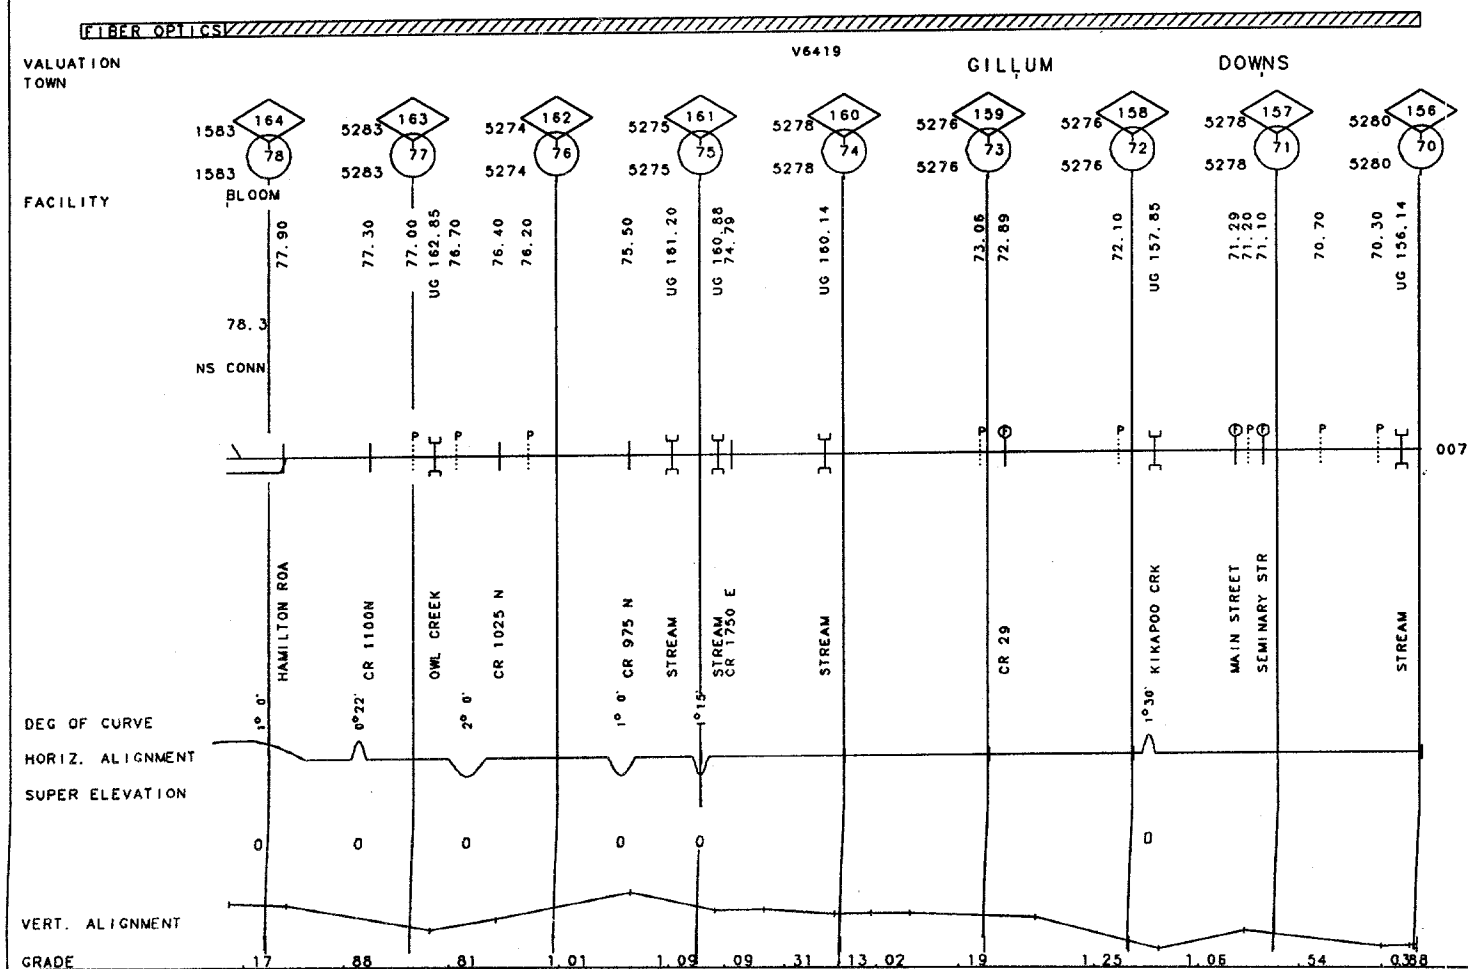 FIBER OPTICS
V6419
VALUATION
TOWN
GILLUM
DOWNS
164 163 162 161 160 159 158 157 156
1583 5283 5274 5275 5278 5276 5276 5278 5280
78 77 76 75 74 73 72 71 70
1583 5283 5274 5275 5278 5276 5276 5278 5280
BLOOM
FACILITY
77.90
77.30
77.00
UG 162.85
76.70
76.40
76.20
75.50
UG 161.20
UG 160.88
74.79
UG 160.14
73.06
72.89
72.10
UG 157.85
71.29
71.20
71.10
70.70
70.30
UG 156.14
78.3
NS CONN
P P P P F P F P F P P
007
HAMILTON ROA
CR 1100N
OWL CREEK
CR 1025 N
CR 975 N
STREAM
STREAM
CR 1750 E
STREAM
CR 29
KIKAPOO CRK
MAIN STREET
SEMINARY STR
STREAM
DEG OF CURVE
1° 0' 0°22' 2° 0' 1° 0' 1°15' 1°30'
HORIZ. ALIGNMENT
SUPER ELEVATION
0 0 0 0 0 0
VERT. ALIGNMENT
GRADE
.17 .88 .81 1.01 1.09 .09 .31 .13 .02 .19 1.25 1.06 .54